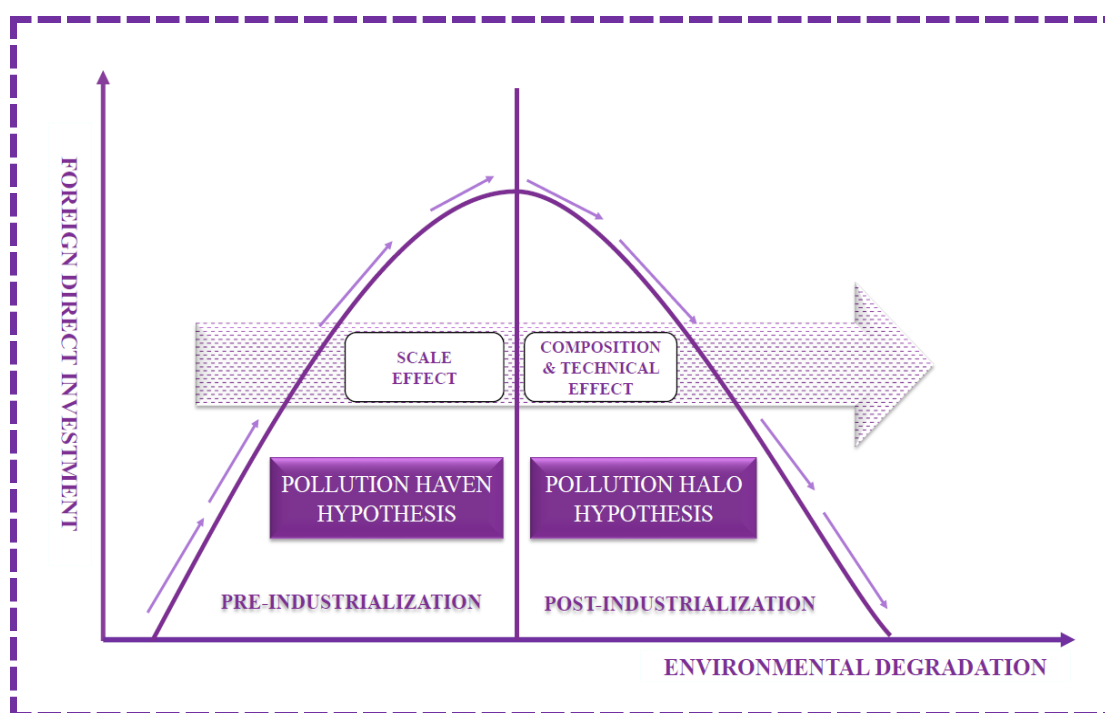 FOREIGN DIRECT INVESTMENT
SCALE
EFFECT
COMPOSITION
& TECHNICAL
EFFECT
POLLUTION HAVEN
HYPOTHESIS
POLLUTION HALO
HYPOTHESIS
PRE-INDUSTRIALIZATION
POST-INDUSTRIALIZATION
ENVIRONMENTAL DEGRADATION